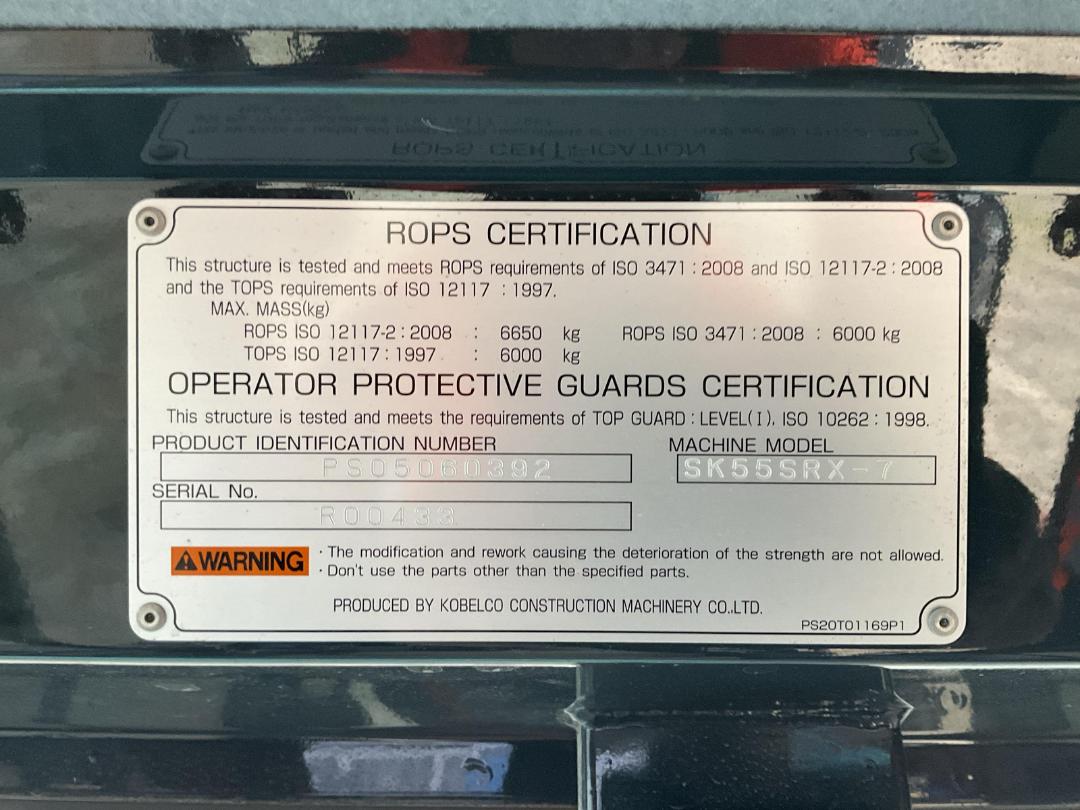 ROPS CERTIFICATION
This structure is tested and meets ROPS requirements of ISO 3471 : 2008 and ISO 12117-2 : 2008
and the TOPS requirements of ISO 12117 : 1997.
MAX. MASS(kg)
ROPS ISO 12117-2 : 2008 : 6650 kg ROPS ISO 3471 : 2008 : 6000 kg
TOPS ISO 12117 : 1997 : 6000 kg
OPERATOR PROTECTIVE GUARDS CERTIFICATION
This structure is tested and meets the requirements of TOP GUARD : LEVEL(I), ISO 10262 : 1998.
PRODUCT IDENTIFICATION NUMBER MACHINE MODEL
PS05060392 SK55SRX-7
SERIAL No.
R00433
WARNING
· The modification and rework causing the deterioration of the strength are not allowed.
· Don't use the parts other than the specified parts.
PRODUCED BY KOBELCO CONSTRUCTION MACHINERY CO.,LTD.
PS20T01169P1